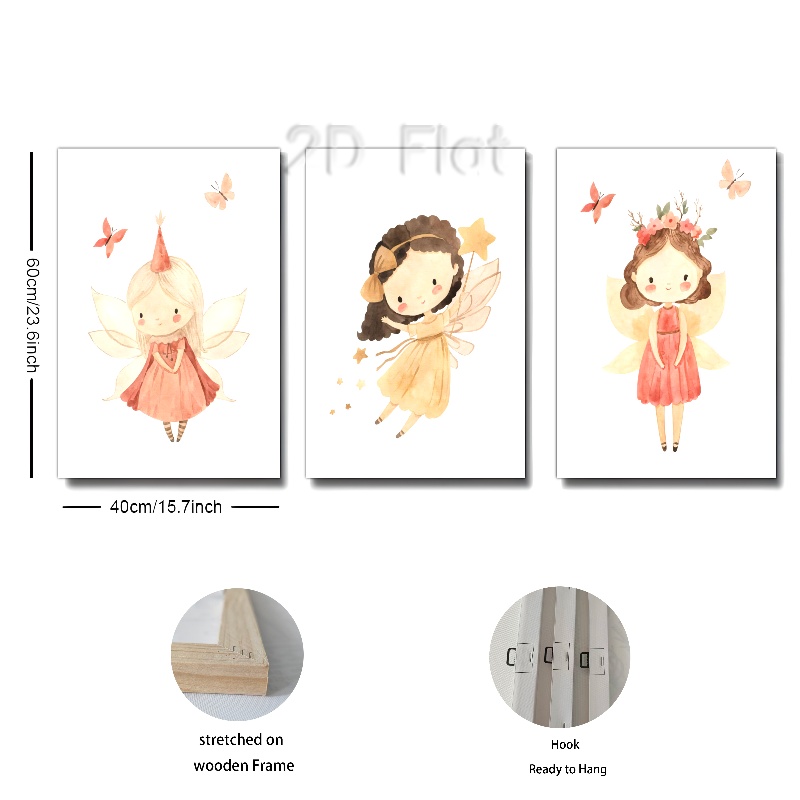 2D Flat
60cm/23.6inch
40cm/15.7inch
stretched on
wooden Frame
Hook
Ready to Hang